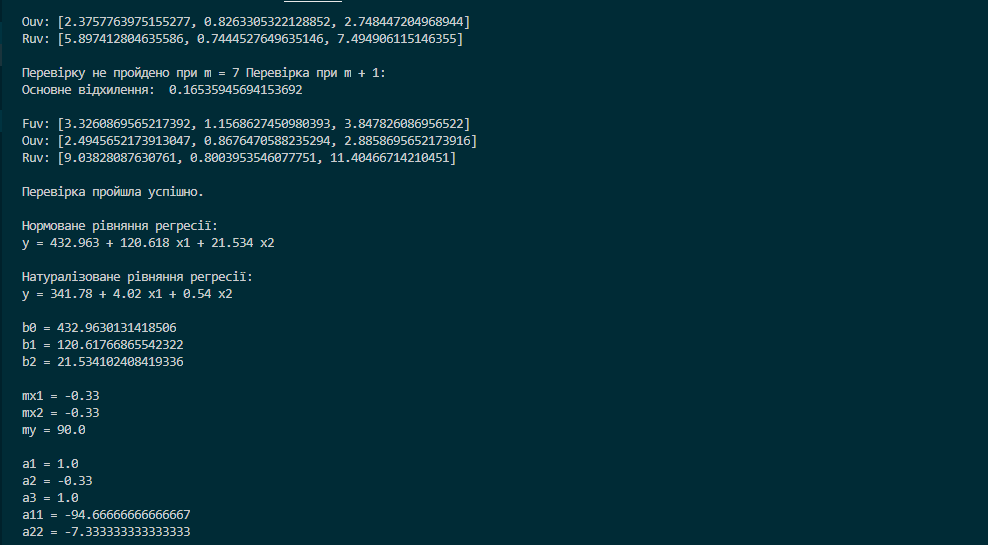 Ouv: [2.3757763975155277, 0.8263305322128852, 2.748447204968944]
Ruv: [5.897412804635586, 0.7444527649635146, 7.494906115146355]
Перевірку не пройдено при m = 7 Перевірка при m + 1:
Основне відхилення:  0.16535945694153692
Fuv: [3.3260869565217392, 1.1568627450980393, 3.847826086956522]
Ouv: [2.4945652173913047, 0.8676470588235294, 2.8858695652173916]
Ruv: [9.03828087630761, 0.8003953546077751, 11.40466714210451]
Перевірка пройшла успішно.
Нормоване рівняння регресії:
y = 432.963 + 120.618 x1 + 21.534 x2
Натуралізоване рівняння регресії:
y = 341.78 + 4.02 x1 + 0.54 x2
b0 = 432.9630131418506
b1 = 120.61766865542322
b2 = 21.534102408419336
mx1 = -0.33
mx2 = -0.33
my = 90.0
a1 = 1.0
a2 = -0.33
a3 = 1.0
a11 = -94.66666666666667
a22 = -7.333333333333333